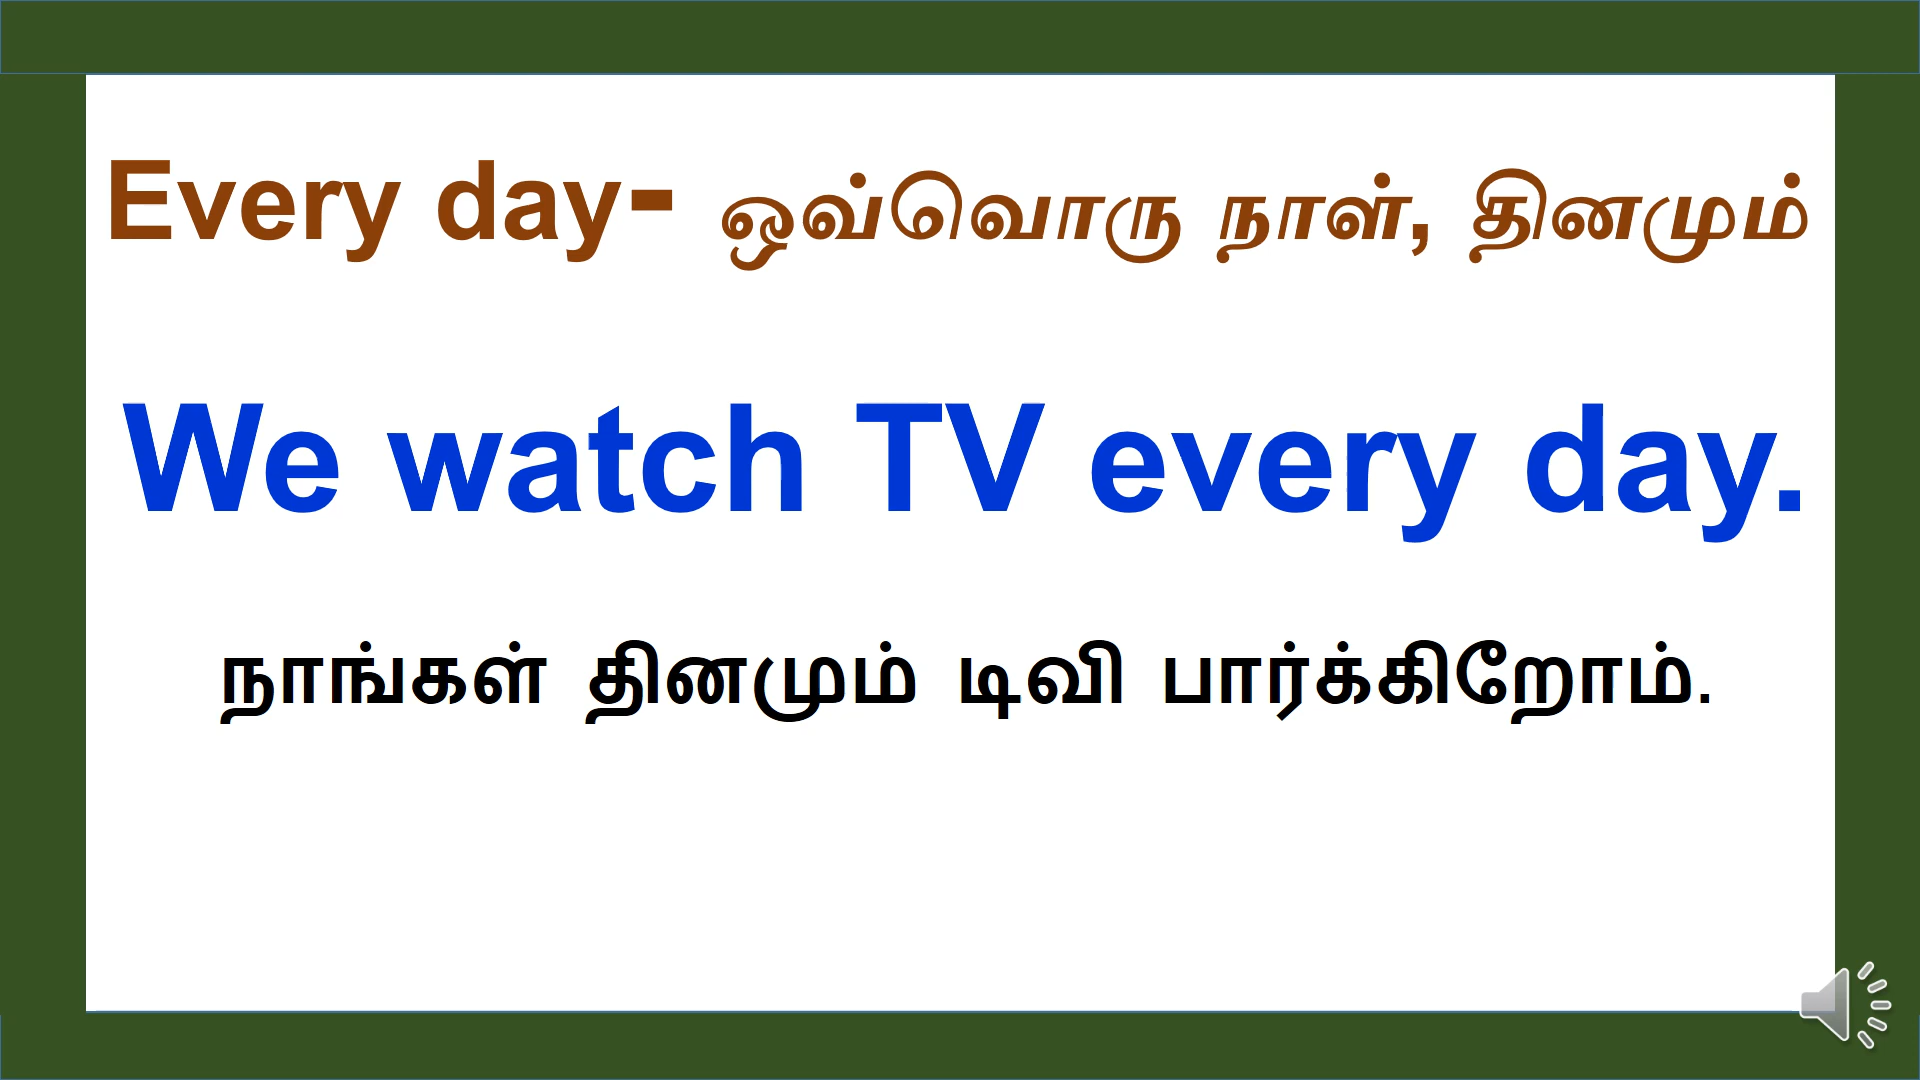 Every day- ஒவ்வொரு நாள், தினமும்
We watch TV every day.
நாங்கள் தினமும் டிவி பார்க்கிறோம்.